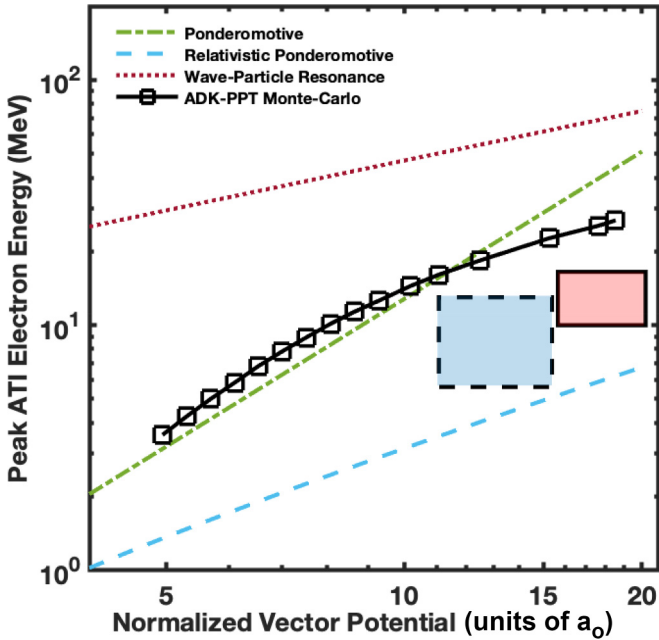 Ponderomotive
Relativistic Ponderomotive
Wave-Particle Resonance
ADK-PPT Monte-Carlo
Peak ATI Electron Energy (MeV)
10²
10¹
10⁰
5 10 15 20
Normalized Vector Potential (units of aₒ)